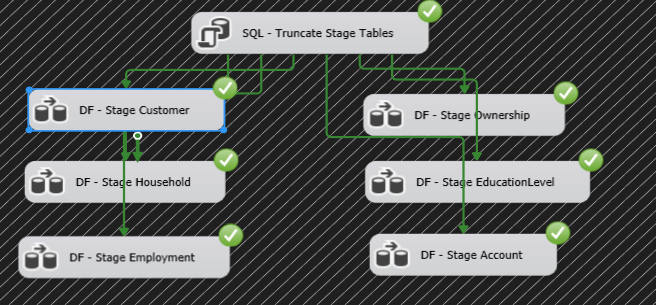 SQL - Truncate Stage Tables
DF - Stage Customer
DF - Stage Ownership
DF - Stage Household
DF - Stage EducationLevel
DF - Stage Employment
DF - Stage Account